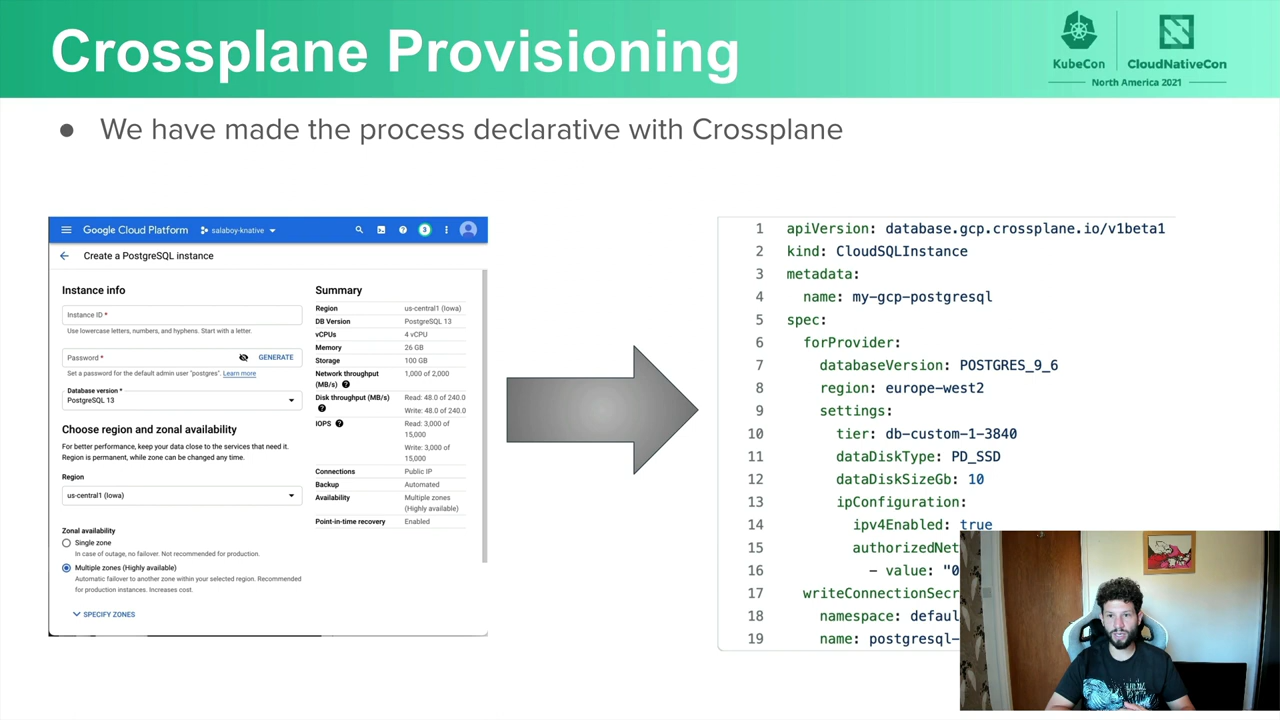 Crossplane Provisioning
KubeCon
CloudNativeCon
North America 2021
● We have made the process declarative with Crossplane
Google Cloud Platform
salaboy-knative
3
Create a PostgreSQL instance
Instance info
Instance ID *
Use lowercase letters, numbers, and hyphens. Start with a letter.
Password *
GENERATE
Set a password for the default admin user "postgres". Learn more
Database version *
PostgreSQL 13
Choose region and zonal availability
For better performance, keep your data close to the services that need it.
Region is permanent, while zone can be changed any time.
Region
us-central1 (Iowa)
Zonal availability
Single zone
In case of outage, no failover. Not recommended for production.
Multiple zones (Highly available)
Automatic failover to another zone within your selected region. Recommended
for production instances. Increases cost.
SPECIFY ZONES
Summary
Region us-central1 (Iowa)
DB Version PostgreSQL 13
vCPUs 4 vCPU
Memory 26 GB
Storage 100 GB
Network throughput 1,000 of 2,000
(MB/s) ?
Disk throughput (MB/s) Read: 48.0 of 240.0
? Write: 48.0 of 240.0
IOPS ? Read: 3,000 of
15,000
Write: 3,000 of
15,000
Connections Public IP
Backup Automated
Availability Multiple zones
(Highly available)
Point-in-time recovery Enabled
1 apiVersion: database.gcp.crossplane.io/v1beta1
2 kind: CloudSQLInstance
3 metadata:
4 name: my-gcp-postgresql
5 spec:
6 forProvider:
7 databaseVersion: POSTGRES_9_6
8 region: europe-west2
9 settings:
10 tier: db-custom-1-3840
11 dataDiskType: PD_SSD
12 dataDiskSizeGb: 10
13 ipConfiguration:
14 ipv4Enabled: true
15 authorizedNet
16 - value: "0
17 writeConnectionSecr
18 namespace: defaul
19 name: postgresql-